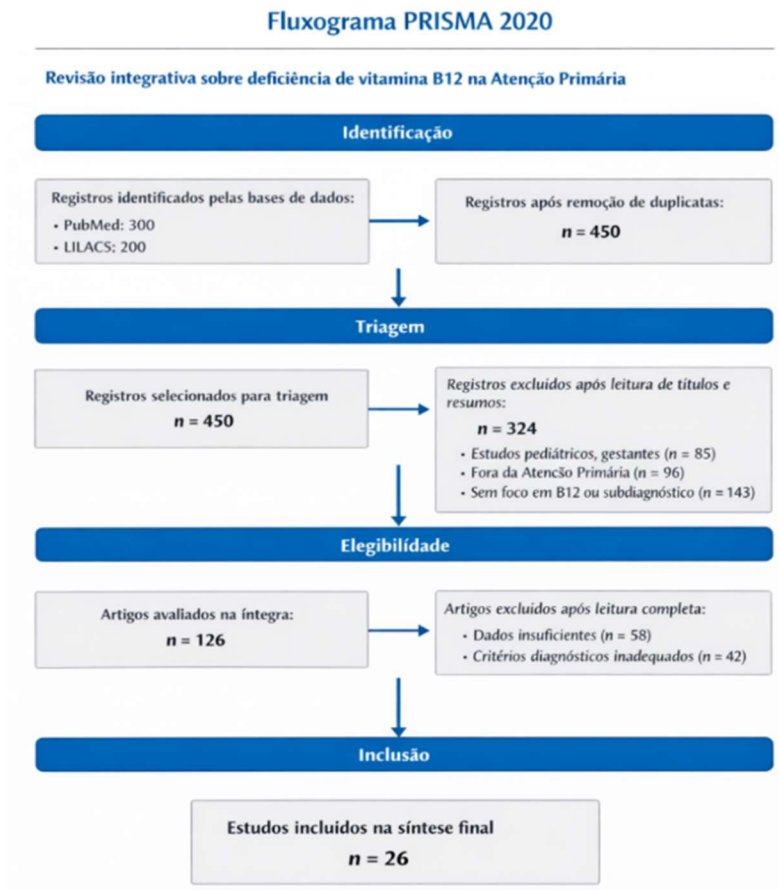 Fluxograma PRISMA 2020
Revisão integrativa sobre deficiência de vitamina B12 na Atenção Primária
Identificação
Registros identificados pelas bases de dados:
• PubMed: 300
• LILACS: 200
Registros após remoção de duplicatas:
n = 450
Triagem
Registros selecionados para triagem
n = 450
Registros excluídos após leitura de títulos e
resumos:
n = 324
• Estudos pediátricos, gestantes (n = 85)
• Fora da Atencão Primária (n = 96)
• Sem foco em B12 ou subdiagnóstico (n = 143)
Elegibilídade
Artigos avaliados na íntegra:
n = 126
Artigos excluídos após leitura completa:
• Dados insuficientes (n = 58)
• Critérios diagnósticos inadequados (n = 42)
Inclusão
Estudos incluidos na síntese final
n = 26